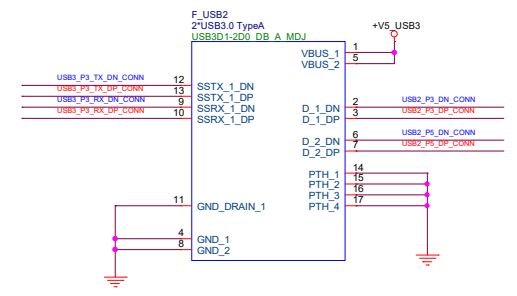 F_USB2
2*USB3.0 TypeA
USB3D1-2D0_DB_A_MDJ
+V5_USB3
VBUS_1 1
VBUS_2 5
USB3_P3_TX_DN_CONN 12 SSTX_1_DN
USB3_P3_TX_DP_CONN 13 SSTX_1_DP
USB3_P3_RX_DN_CONN 9 SSRX_1_DN
USB3_P3_RX_DP_CONN 10 SSRX_1_DP
D_1_DN 2 USB2_P3_DN_CONN
D_1_DP 3 USB2_P3_DP_CONN
D_2_DN 6 USB2_P5_DN_CONN
D_2_DP 7 USB2_P5_DP_CONN
PTH_1 14
PTH_2 15
PTH_3 16
PTH_4 17
11 GND_DRAIN_1
4 GND_1
8 GND_2